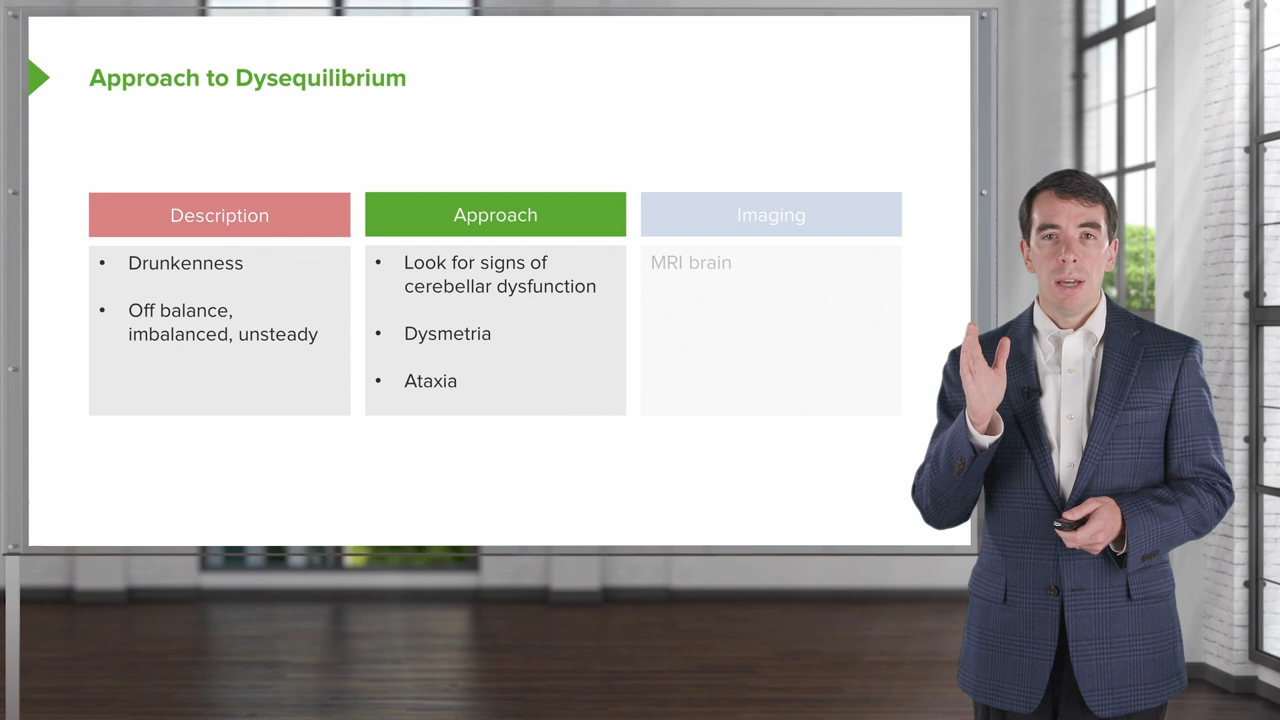 Approach to Dysequilibrium
Description
• Drunkenness
• Off balance,
imbalanced, unsteady
Approach
• Look for signs of
cerebellar dysfunction
• Dysmetria
• Ataxia
Imaging
MRI brain